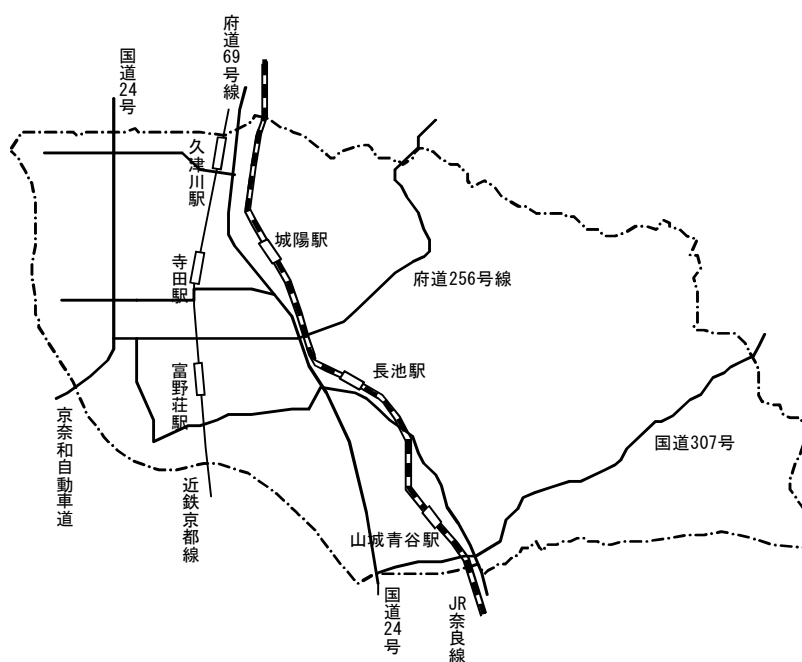 府道69号線
国道24号
久津川駅
城陽駅
寺田駅
府道256号線
長池駅
富野荘駅
京奈和自動車道
国道307号
近鉄京都線
山城青谷駅
国道24号
JR奈良線